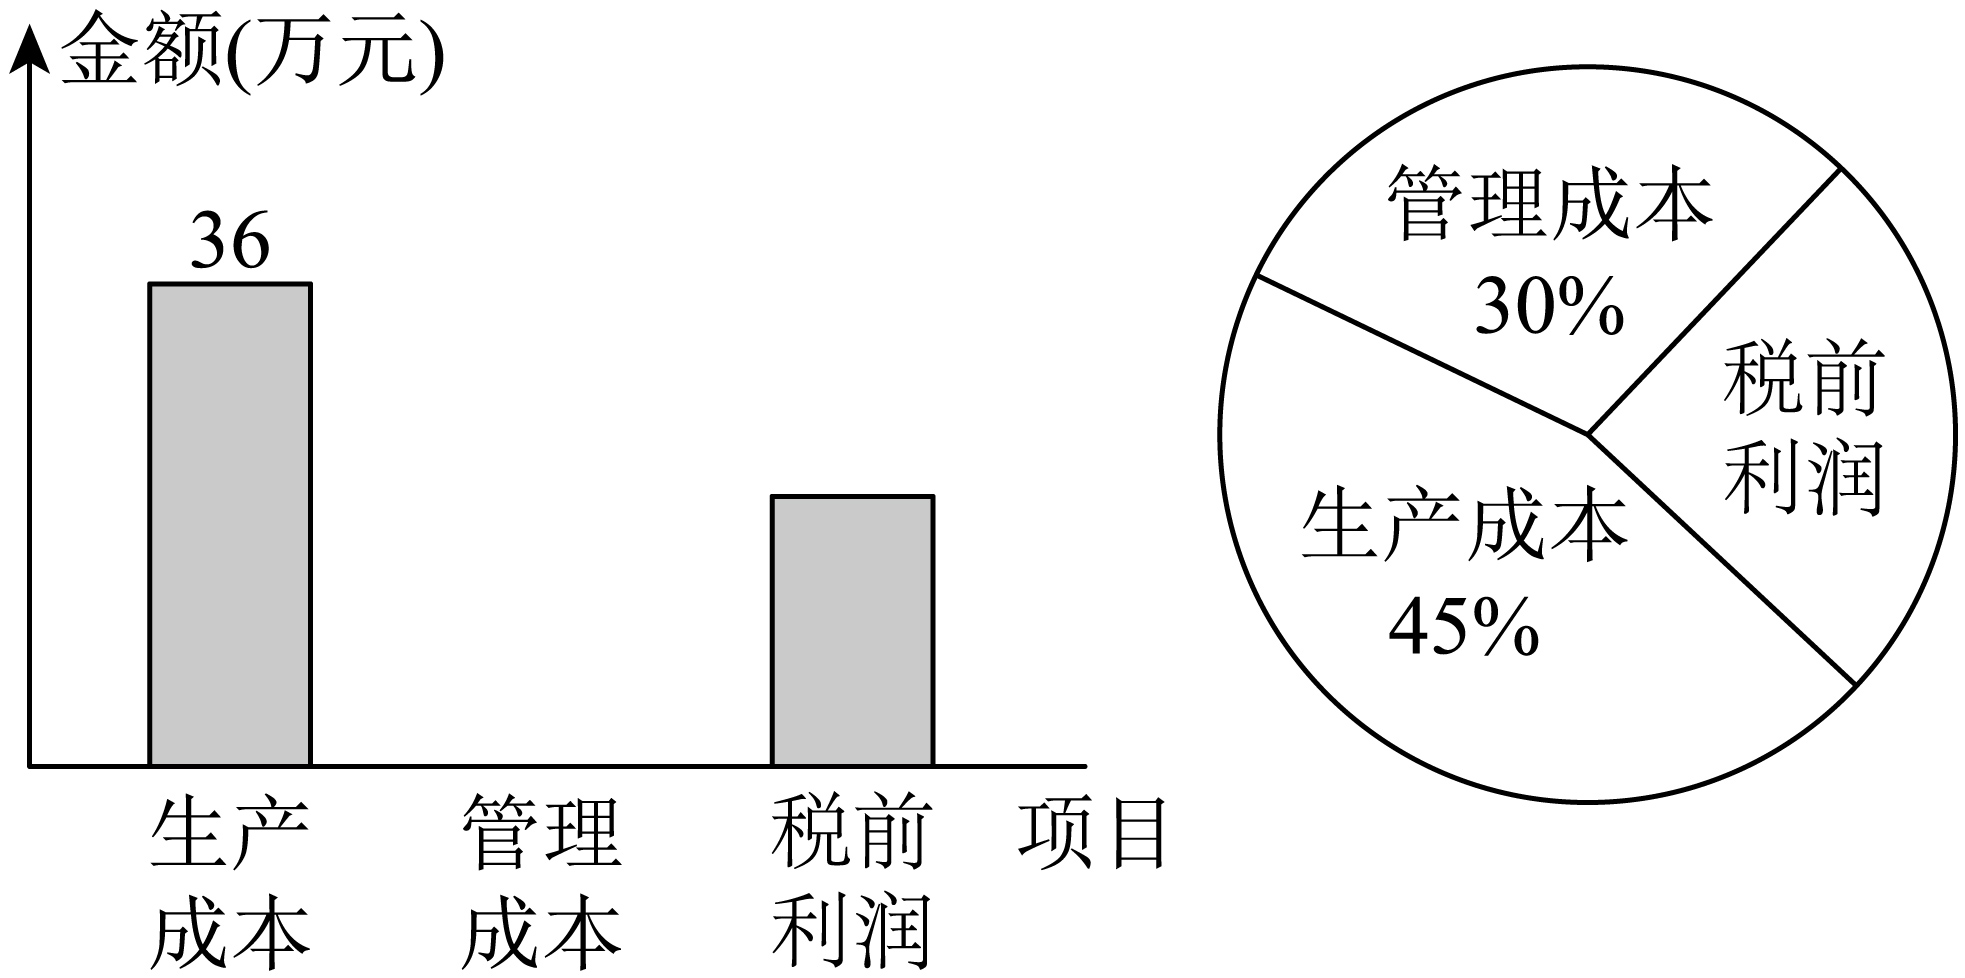 金额(万元)
36
生产
成本
管理
成本
税前
利润
项目
管理成本
30%
税前
利润
生产成本
45%